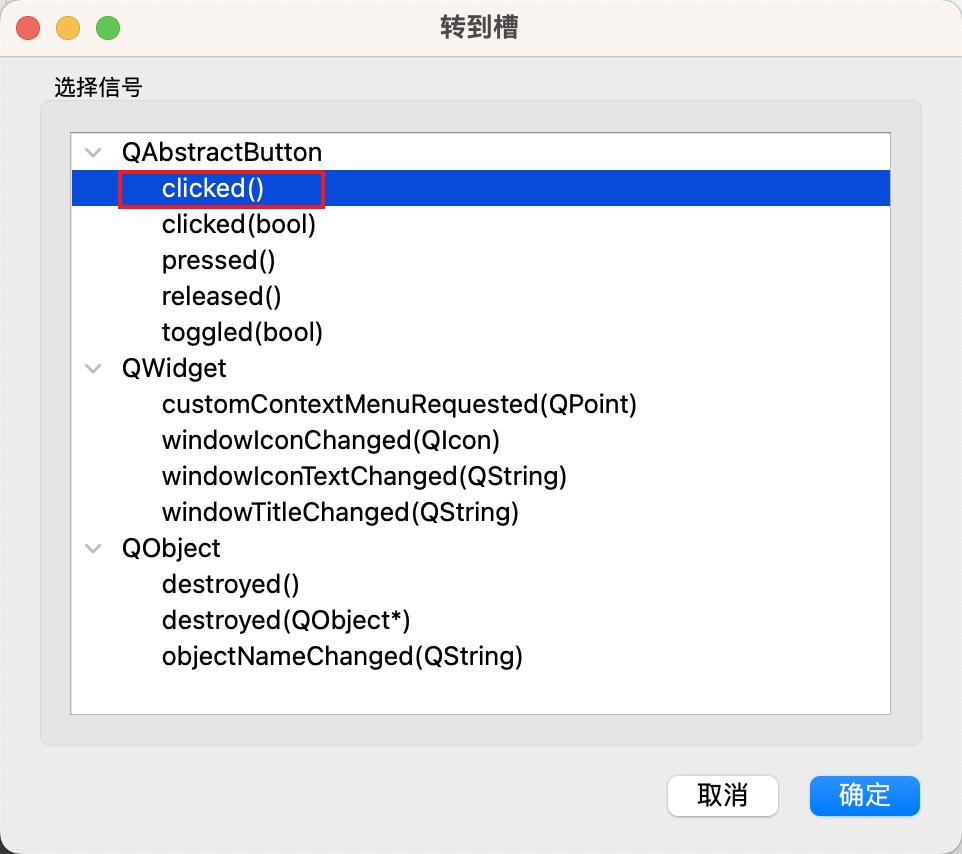 转到槽
选择信号
QAbstractButton
clicked()
clicked(bool)
pressed()
released()
toggled(bool)
QWidget
customContextMenuRequested(QPoint)
windowIconChanged(QIcon)
windowIconTextChanged(QString)
windowTitleChanged(QString)
QObject
destroyed()
destroyed(QObject*)
objectNameChanged(QString)
取消 确定